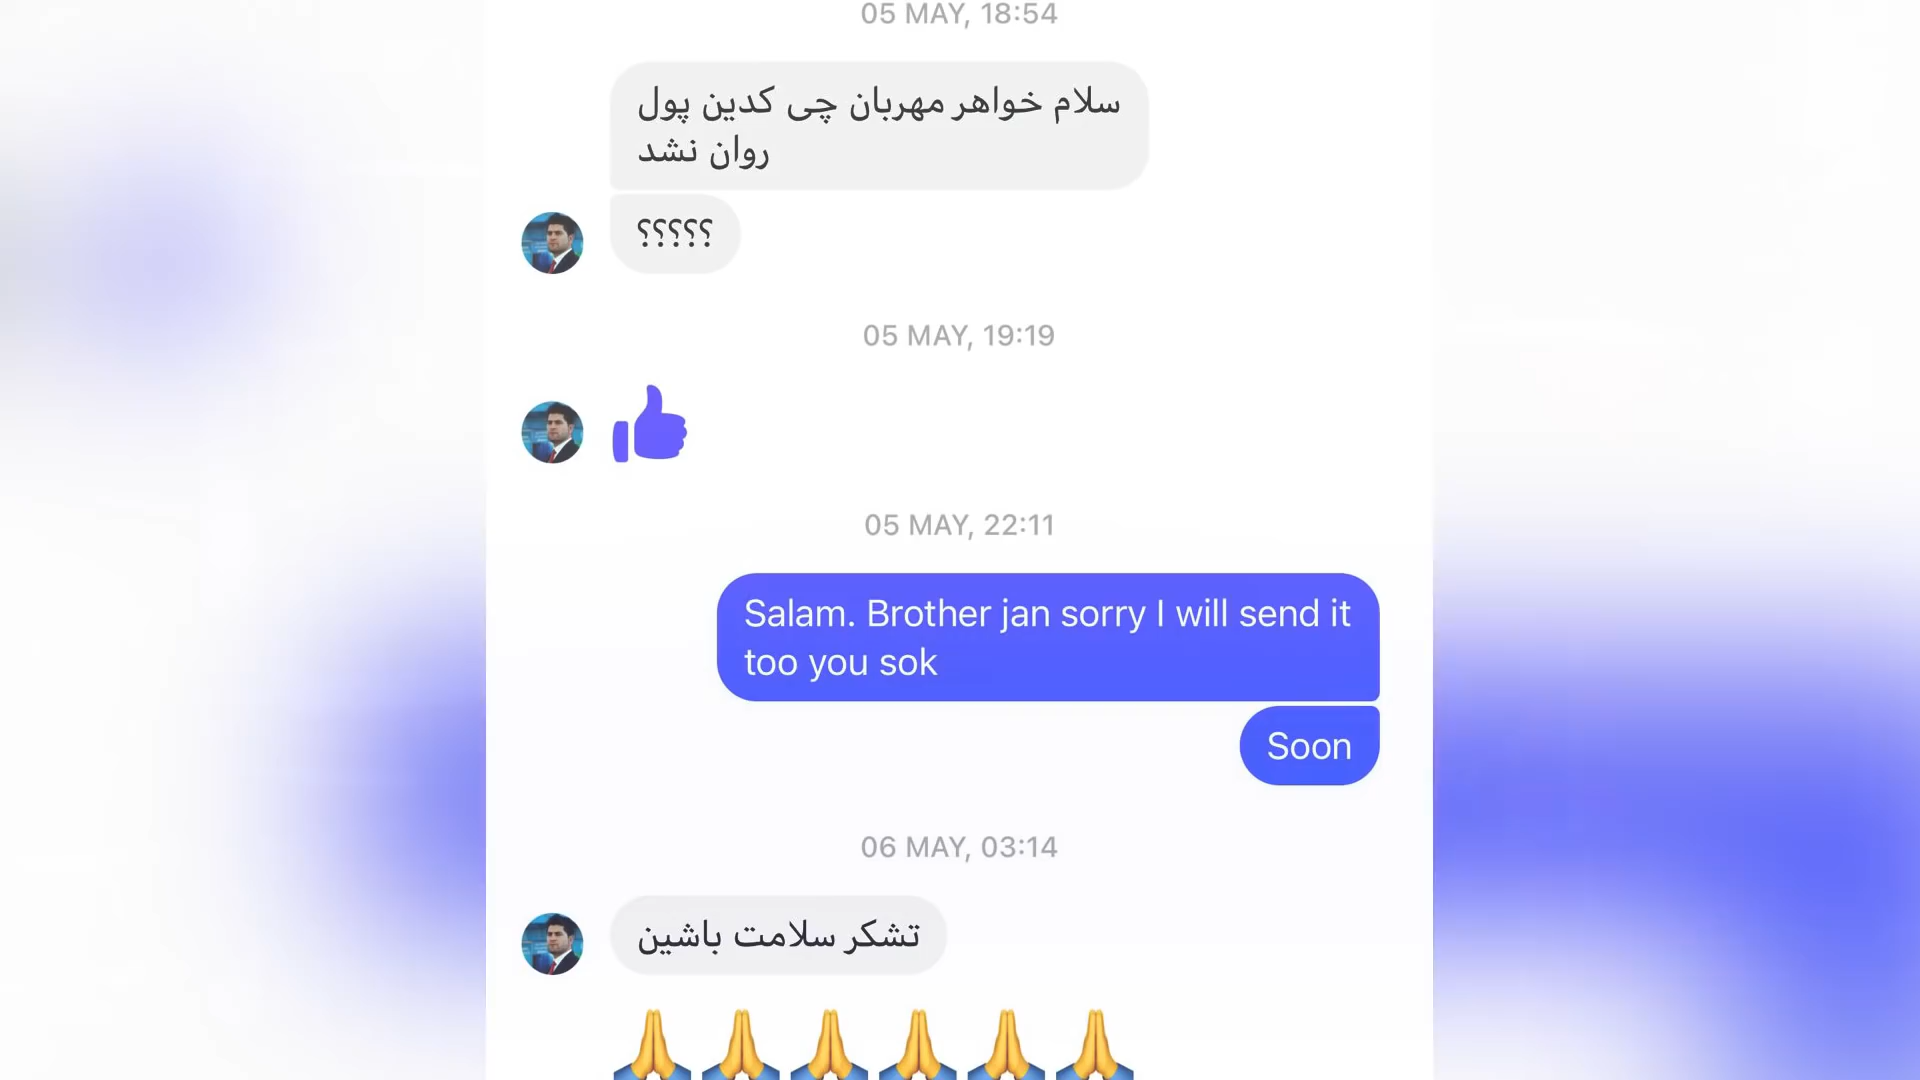 05 MAY, 18:54
سلام خواهر مهربان چی کدین پول
روان نشد
؟؟؟؟؟
05 MAY, 19:19
05 MAY, 22:11
Salam. Brother jan sorry I will send it
too you sok
Soon
06 MAY, 03:14
تشکر سلامت باشین